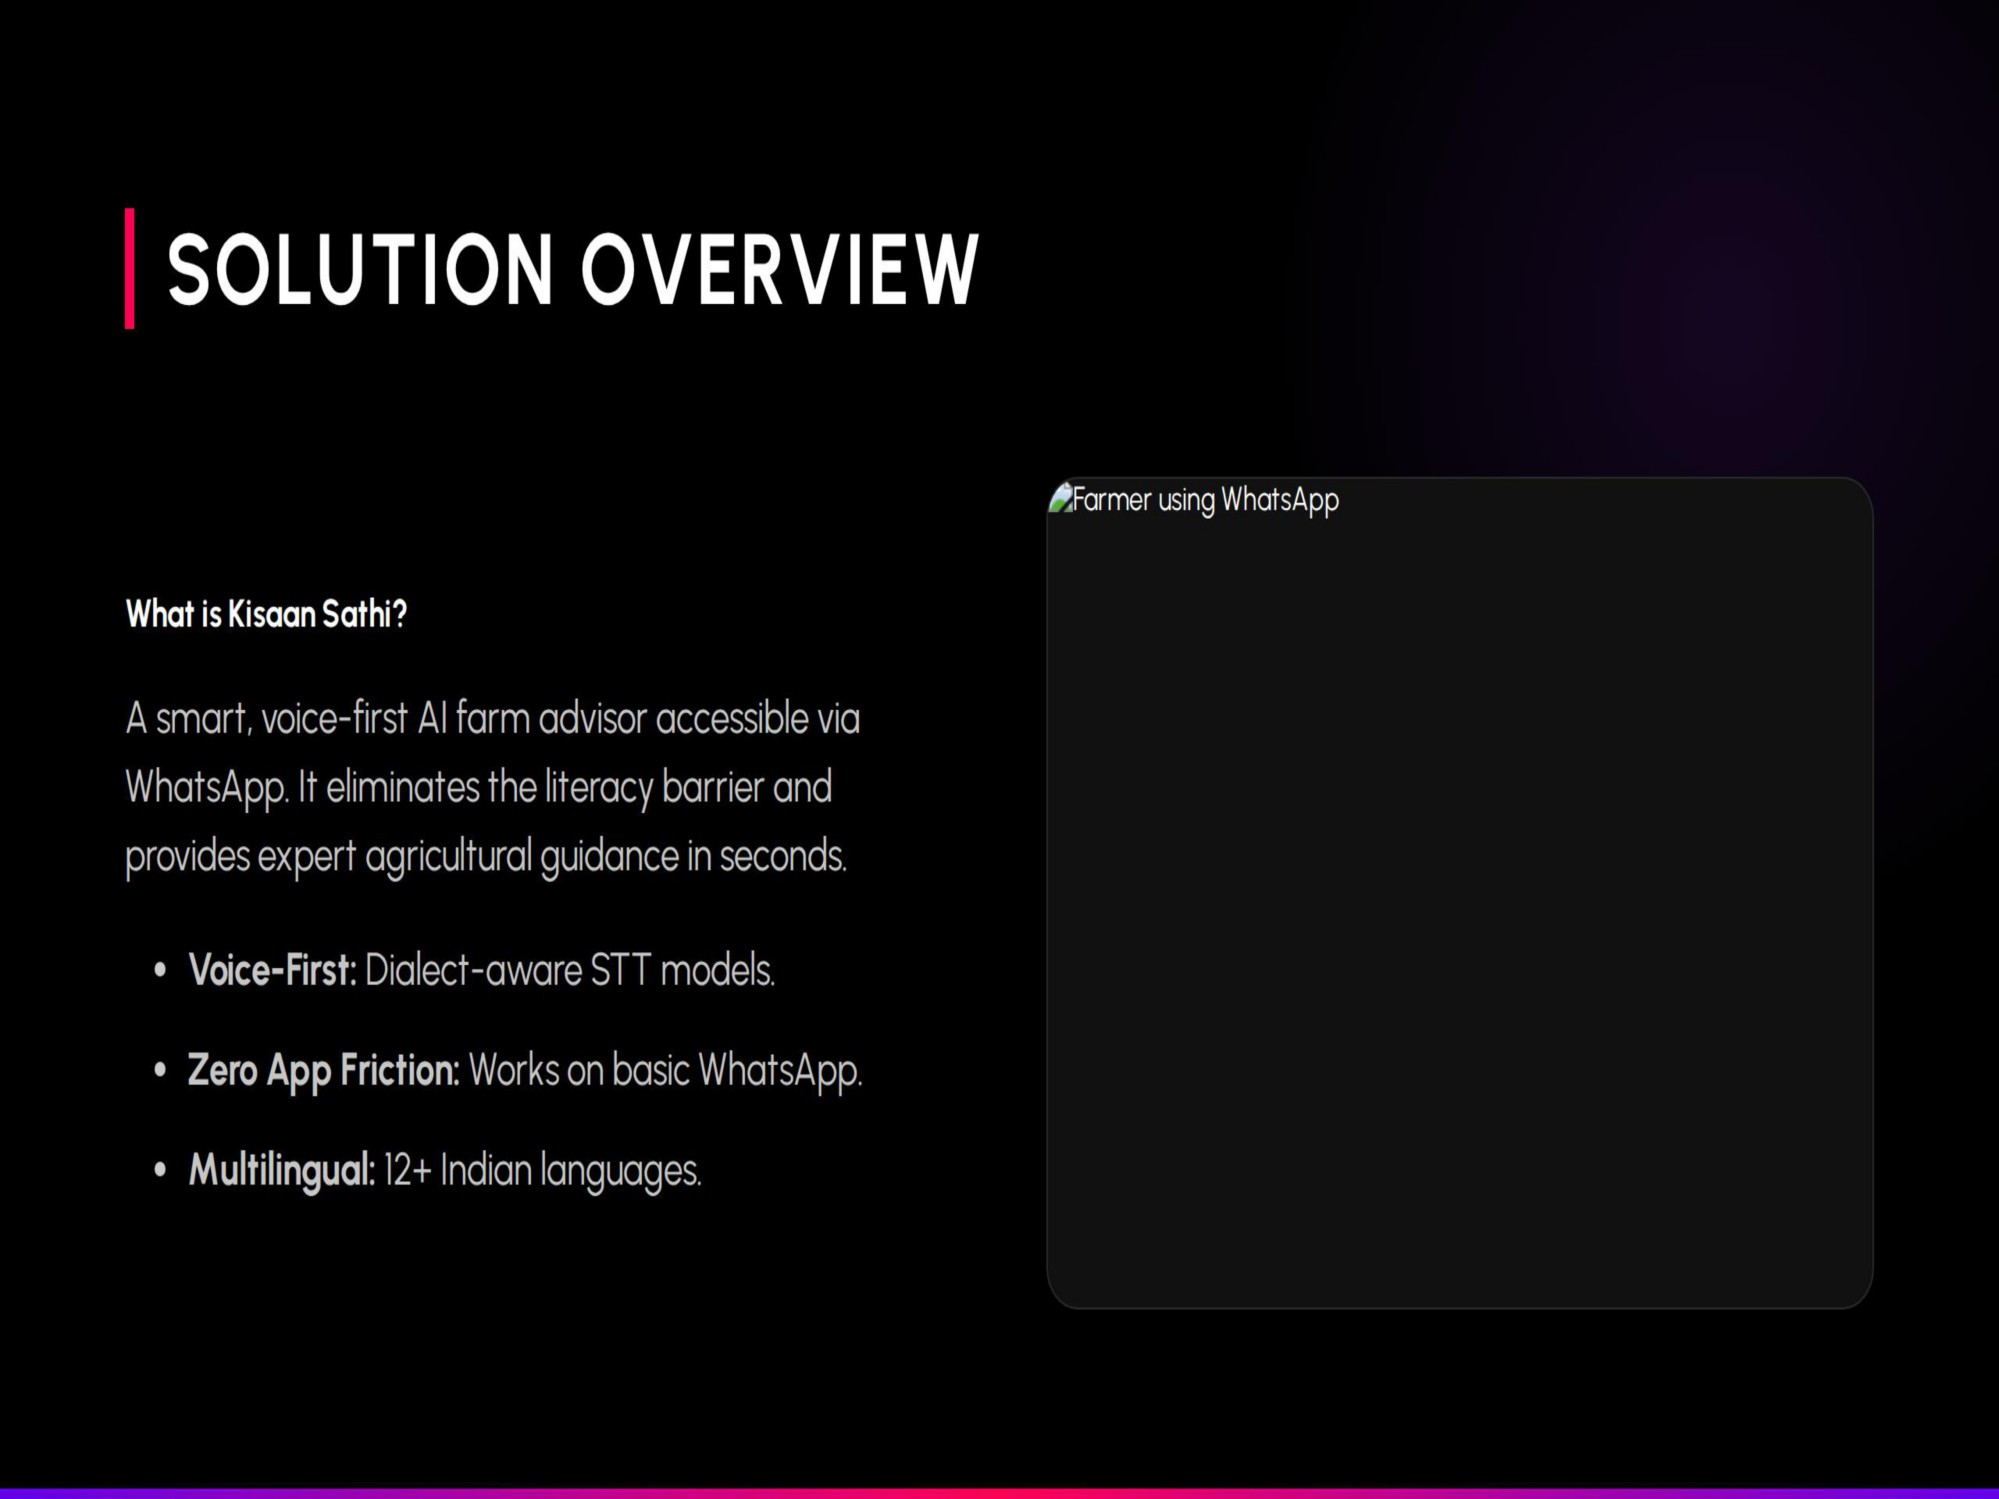 SOLUTION OVERVIEW
What is Kisaan Sathi?
A smart, voice-first AI farm advisor accessible via
WhatsApp. It eliminates the literacy barrier and
provides expert agricultural guidance in seconds.
• Voice-First: Dialect-aware STT models.
• Zero App Friction: Works on basic WhatsApp.
• Multilingual: 12+ Indian languages.
Farmer using WhatsApp